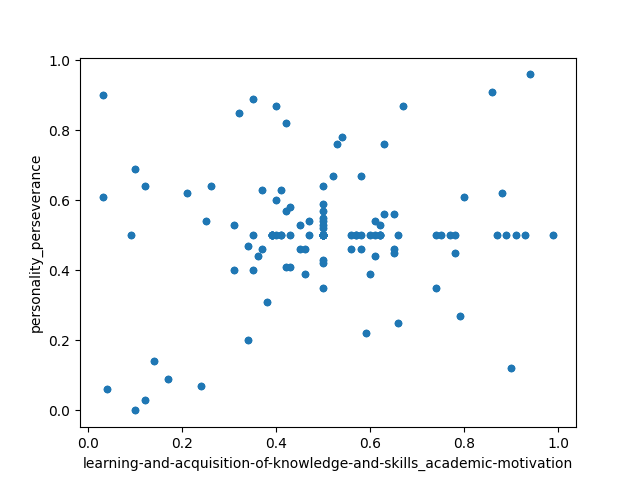 1.0
0.8
0.6
0.4
0.2
0.0
personality_perseverance
0.0 0.2 0.4 0.6 0.8 1.0
learning-and-acquisition-of-knowledge-and-skills_academic-motivation